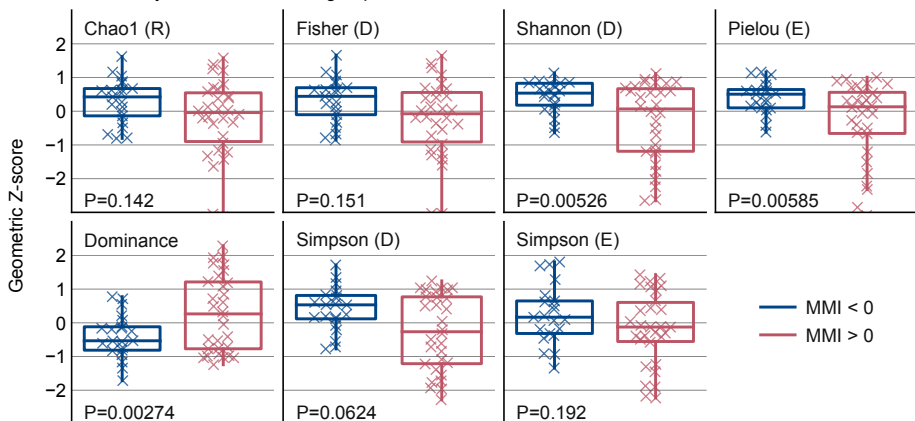 Chao1 (R)
Fisher (D)
Shannon (D)
Pielou (E)
2
1
0
−1
−2
P=0.142
P=0.151
P=0.00526
P=0.00585
Geometric Z-score
Dominance
Simpson (D)
Simpson (E)
2
1
0
−1
−2
P=0.00274
P=0.0624
P=0.192
MMI < 0
MMI > 0